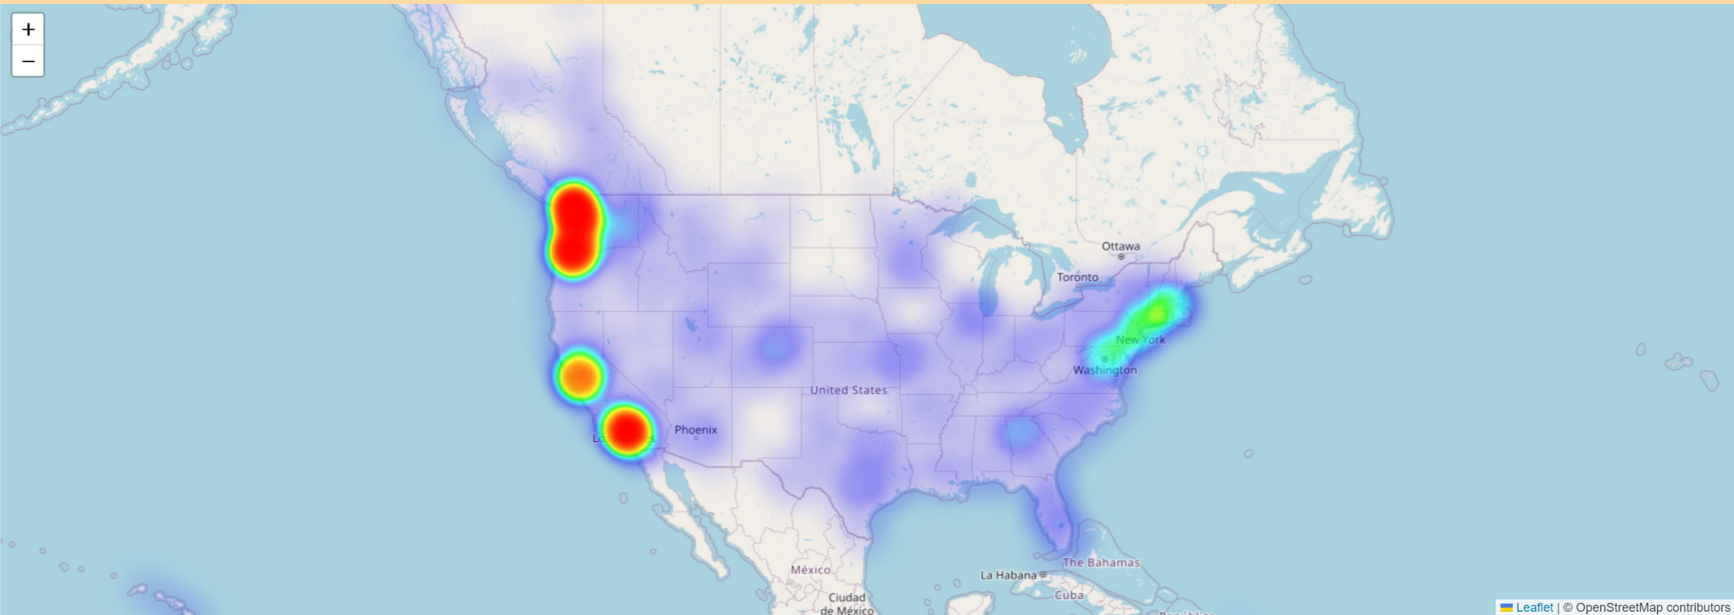 +
−
Ottawa
Toronto
New York
Washington
United States
Phoenix
México
Ciudad
de México
La Habana
The Bahamas
Cuba
Leaflet | © OpenStreetMap contributors